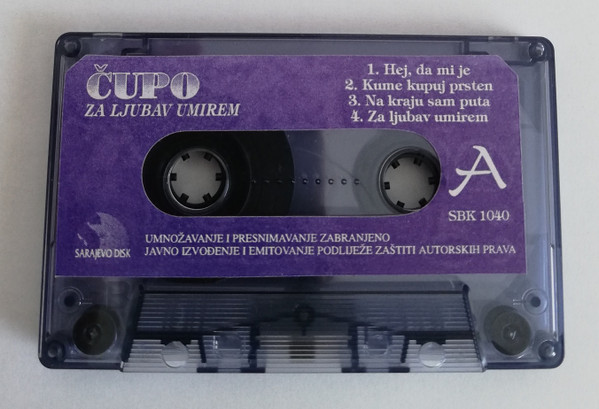 ČUPO
ZA LJUBAV UMIREM
1. Hej, da mi je
2. Kume kupuj prsten
3. Na kraju sam puta
4. Za ljubav umirem
A
SBK 1040
SARAJEVO DISK
UMNOŽAVANJE I PRESNIMAVANJE ZABRANJENO
JAVNO IZVOĐENJE I EMITOVANJE PODLIJEŽE ZAŠTITI AUTORSKIH PRAVA